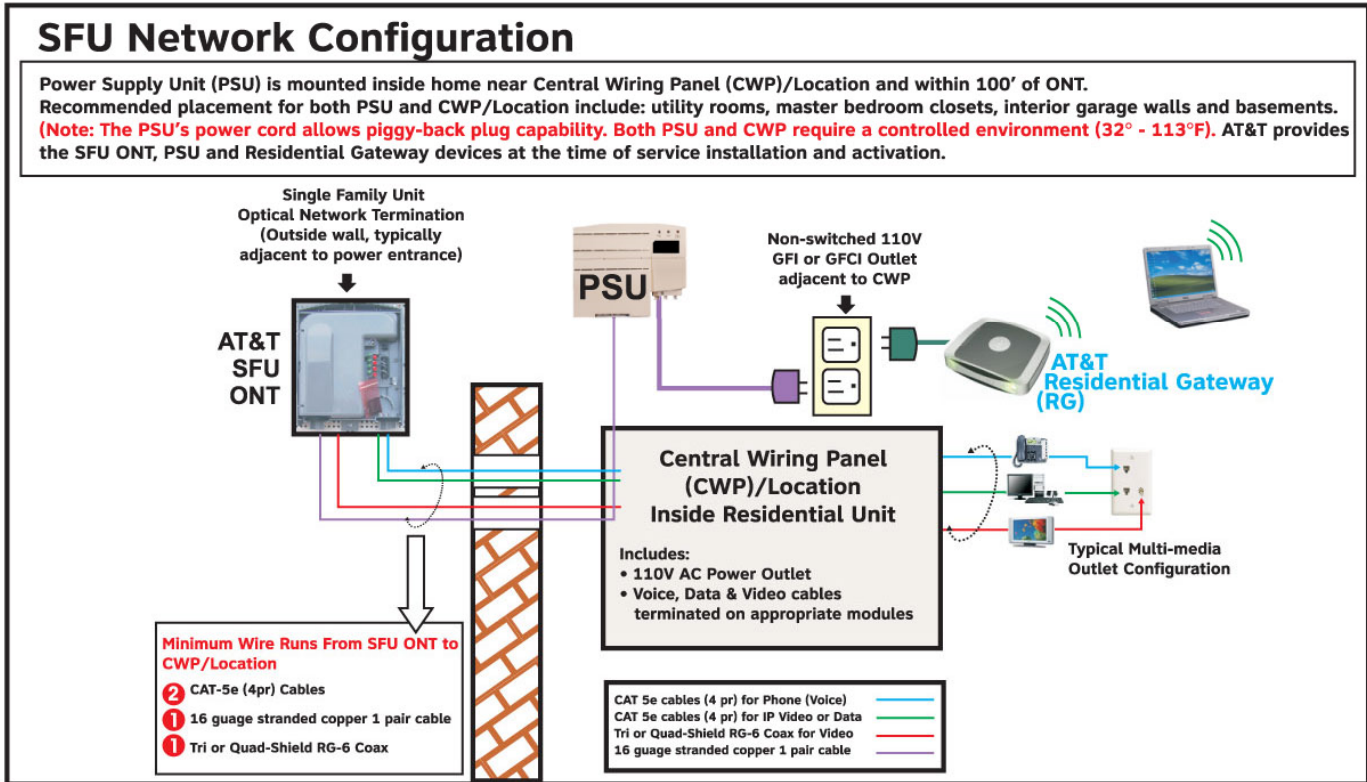 SFU Network Configuration
Power Supply Unit (PSU) is mounted inside home near Central Wiring Panel (CWP)/Location and within 100' of ONT.
Recommended placement for both PSU and CWP/Location include: utility rooms, master bedroom closets, interior garage walls and basements.
(Note: The PSU's power cord allows piggy-back plug capability. Both PSU and CWP require a controlled environment (32° - 113°F). AT&T provides
the SFU ONT, PSU and Residential Gateway devices at the time of service installation and activation.
Single Family Unit
Optical Network Termination
(Outside wall, typically
adjacent to power entrance)
AT&T
SFU
ONT
PSU
Non-switched 110V
GFI or GFCI Outlet
adjacent to CWP
AT&T
Residential Gateway
(RG)
Central Wiring Panel
(CWP)/Location
Inside Residential Unit
Includes:
• 110V AC Power Outlet
• Voice, Data & Video cables
terminated on appropriate modules
Typical Multi-media
Outlet Configuration
Minimum Wire Runs From SFU ONT to
CWP/Location
2 CAT-5e (4pr) Cables
1 16 guage stranded copper 1 pair cable
1 Tri or Quad-Shield RG-6 Coax
CAT 5e cables (4 pr) for Phone (Voice)
CAT 5e cables (4 pr) for IP Video or Data
Tri or Quad-Shield RG-6 Coax for Video
16 guage stranded copper 1 pair cable